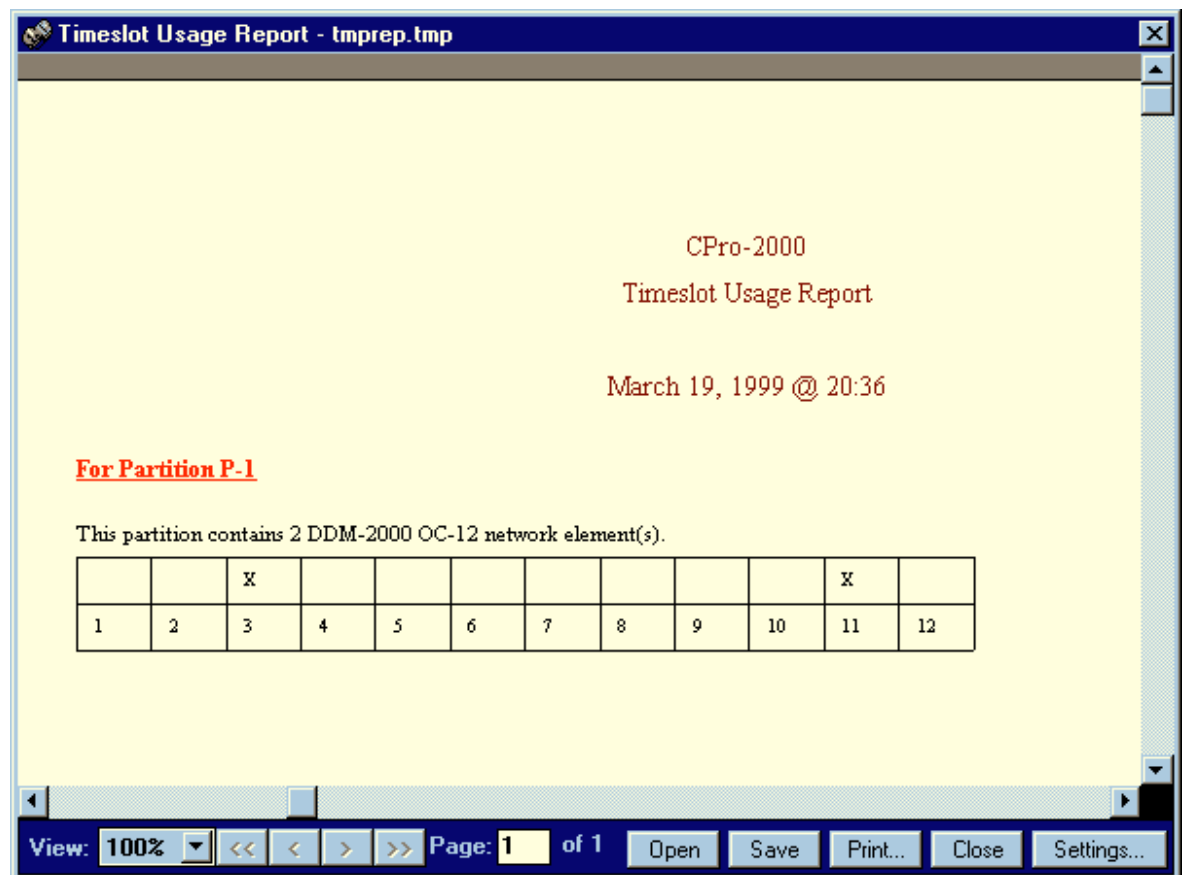 Timeslot Usage Report - tmprep.tmp
CPro-2000
Timeslot Usage Report
March 19, 1999 @ 20:36
For Partition P-1
This partition contains 2 DDM-2000 OC-12 network element(s).
X X
1 2 3 4 5 6 7 8 9 10 11 12
View: 100% << < > >> Page: 1 of 1 Open Save Print... Close Settings...